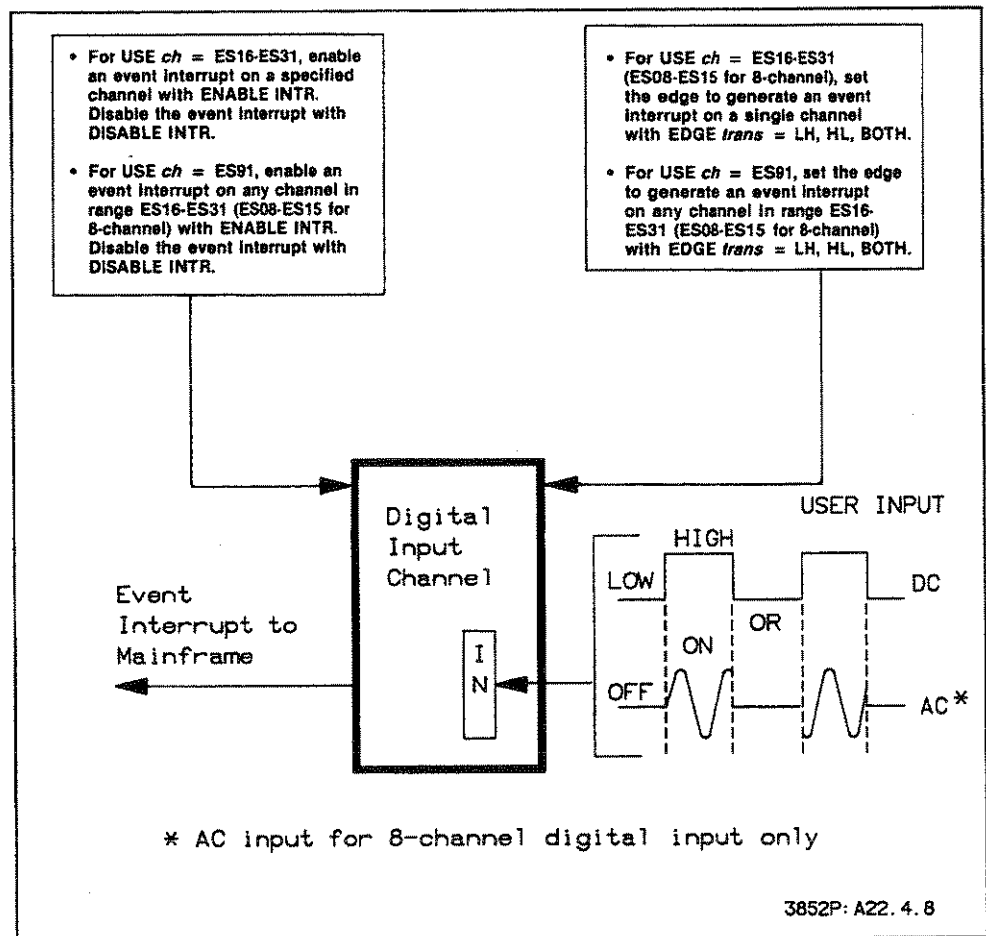 • For USE ch = ES16-ES31, enable
an event interrupt on a specified
channel with ENABLE INTR.
Disable the event interrupt with
DISABLE INTR.
• For USE ch = ES91, enable an
event interrupt on any channel in
range ES16-ES31 (ES08-ES15 for
8-channel) with ENABLE INTR.
Disable the event interrupt with
DISABLE INTR.
• For USE ch = ES16-ES31
(ES08-ES15 for 8-channel), set
the edge to generate an event
interrupt on a single channel
with EDGE trans = LH, HL, BOTH.
• For USE ch = ES91, set the edge
to generate an event interrupt
on any channel in range ES16-
ES31 (ES08-ES15 for 8-channel)
with EDGE trans = LH, HL, BOTH.
Digital
Input
Channel
I
N
Event
Interrupt to
Mainframe
USER INPUT
HIGH
LOW
DC
OR
ON
OFF
AC*
* AC input for 8-channel digital input only
3852P: A22. 4. 8